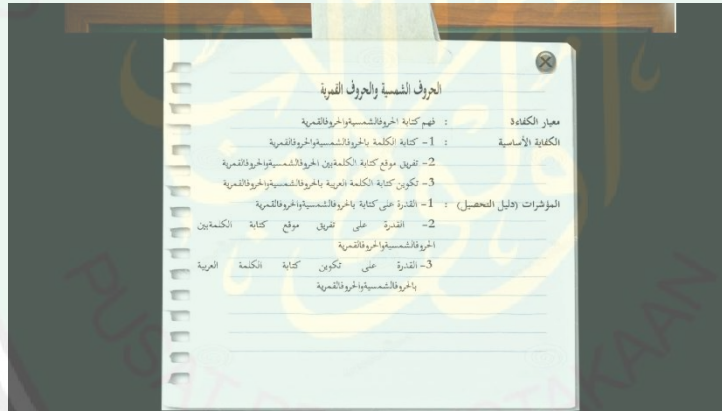 الحروف الشمسية والحروف القمرية
معيار الكفاءة : فهم كتابة الحروفالشمسيةوالحروفالقمرية
الكفاية الأساسية : 1- كتابة الكلمة بالحروفالشمسيةوالحروفالقمرية
2- تفريق موقع كتابة الكلمةبين الحروفالشمسيةوالحروفالقمرية
3- تكوين كتابة الكلمة العربية بالحروفالشمسيةوالحروفالقمرية
المؤشرات (دليل التحصيل) : 1- القدرة على كتابة بالحروفالشمسيةوالحروفالقمرية
2- القدرة على تفريق موقع كتابة الكلمةبين
الحروفالشمسيةوالحروفالقمرية
3- القدرة على تكوين كتابة الكلمة العربية
بالحروفالشمسيةوالحروفالقمرية